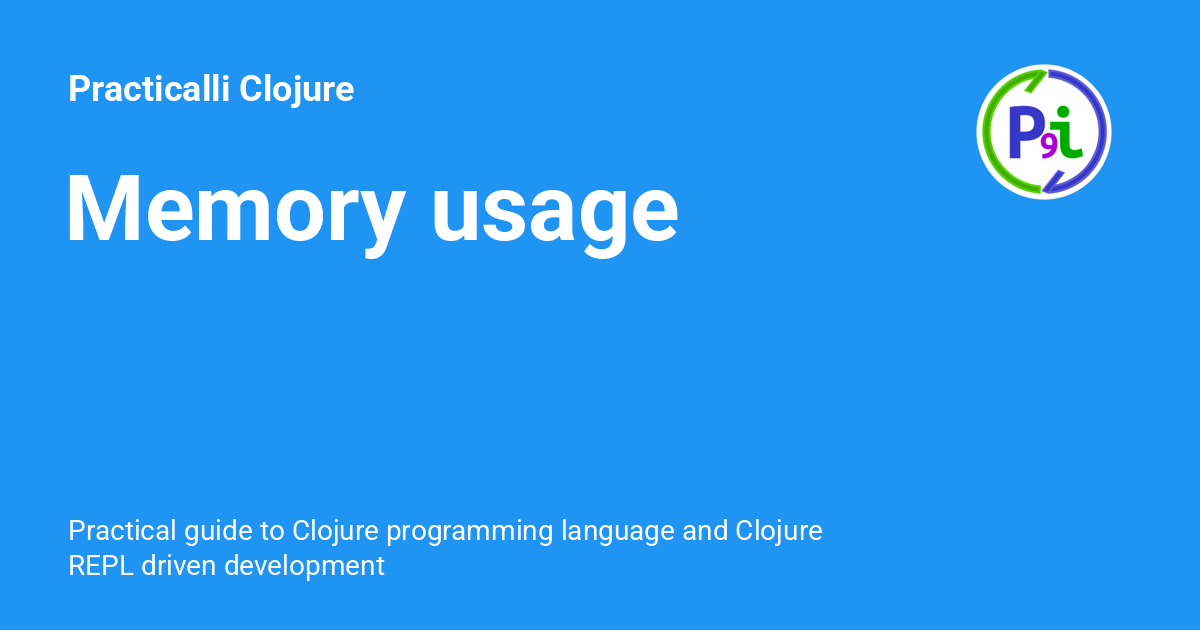 Practicalli Clojure
P9i
Memory usage
Practical guide to Clojure programming language and Clojure
REPL driven development